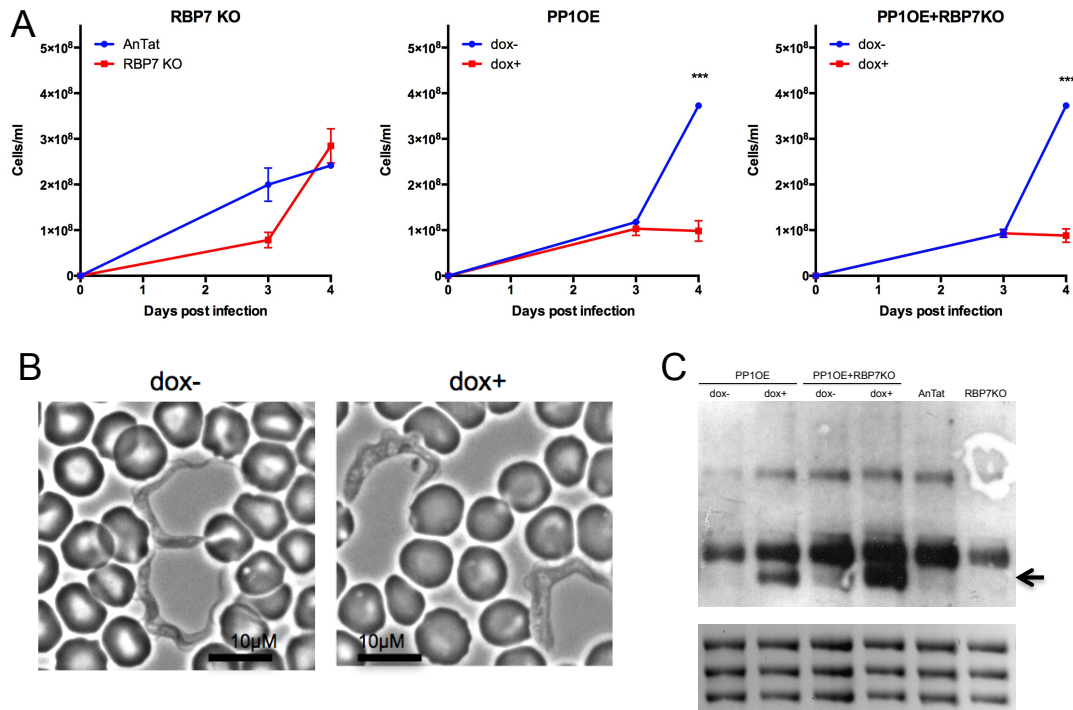 A
RBP7 KO
5×10⁸
4×10⁸
3×10⁸
2×10⁸
1×10⁸
0
Cells/ml
AnTat
RBP7 KO
0 1 2 3 4
Days post infection
PP1OE
5×10⁸
4×10⁸
3×10⁸
2×10⁸
1×10⁸
0
Cells/ml
dox-
dox+
***
0 1 2 3 4
Days post infection
PP1OE+RBP7KO
5×10⁸
4×10⁸
3×10⁸
2×10⁸
1×10⁸
0
Cells/ml
dox-
dox+
***
0 1 2 3 4
Days post infection
B
dox-
dox+
10µM
10µM
C
PP1OE PP1OE+RBP7KO
dox- dox+ dox- dox+ AnTat RBP7KO